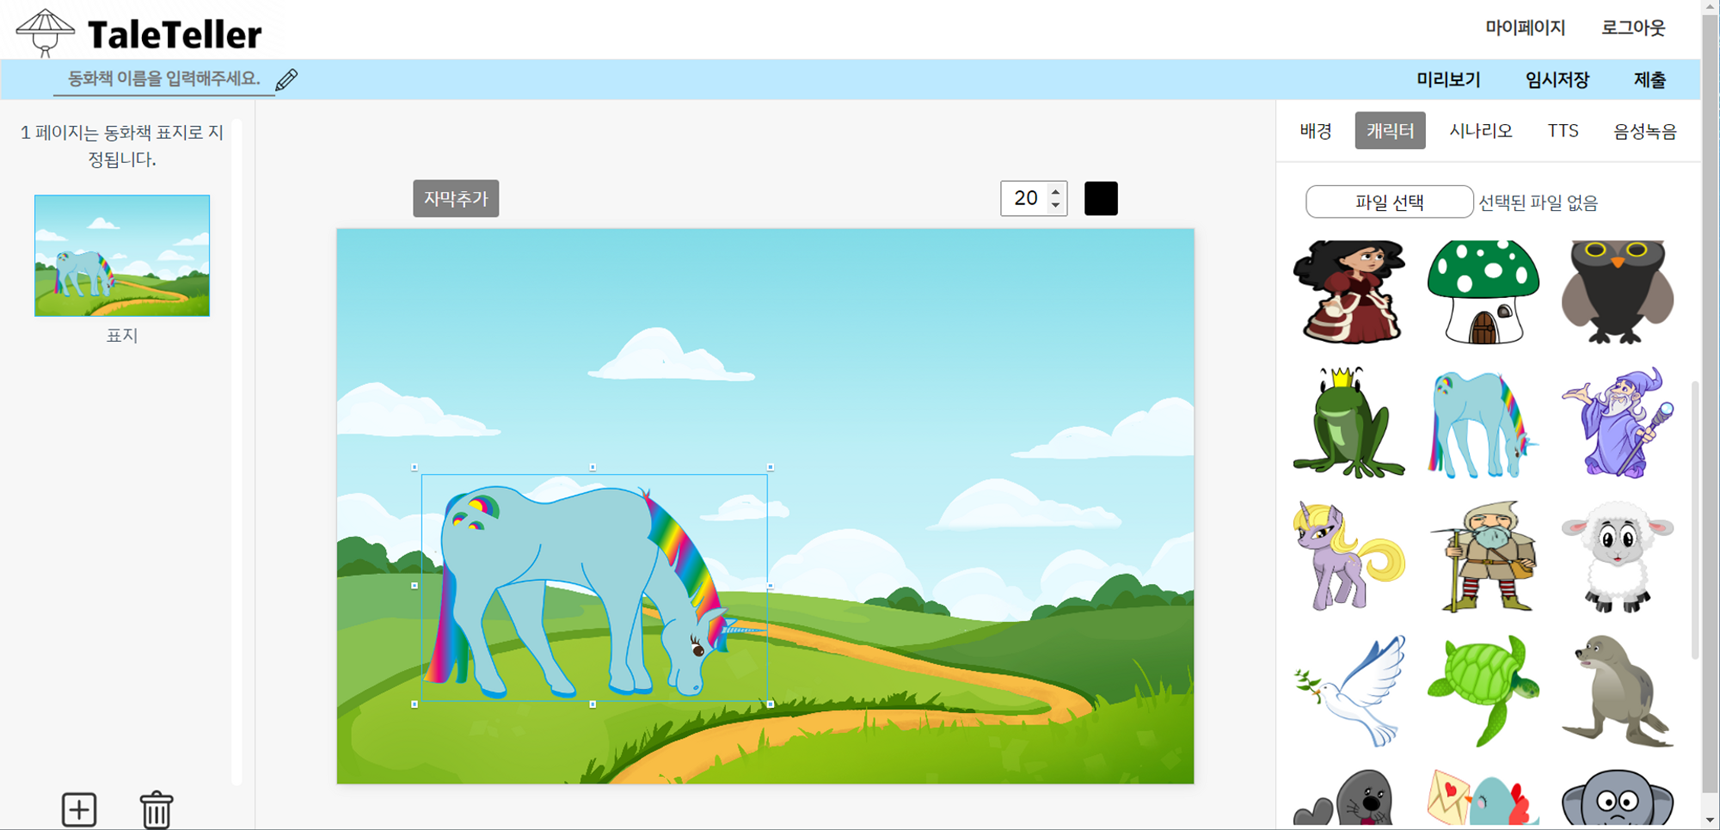 TaleTeller
마이페이지 로그아웃
동화책 이름을 입력해주세요.
미리보기 임시저장 제출
1 페이지는 동화책 표지로 지
정됩니다.
표지
자막추가
20
배경 캐릭터 시나리오 TTS 음성녹음
파일 선택 선택된 파일 없음